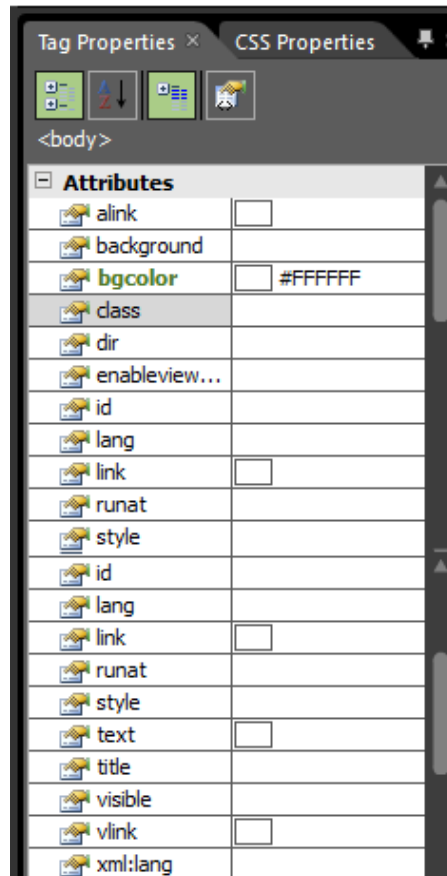 Tag Properties × CSS Properties
<body>
Attributes
alink
background
bgcolor #FFFFFF
class
dir
enableview...
id
lang
link
runat
style
id
lang
link
runat
style
text
title
visible
vlink
xml:lang